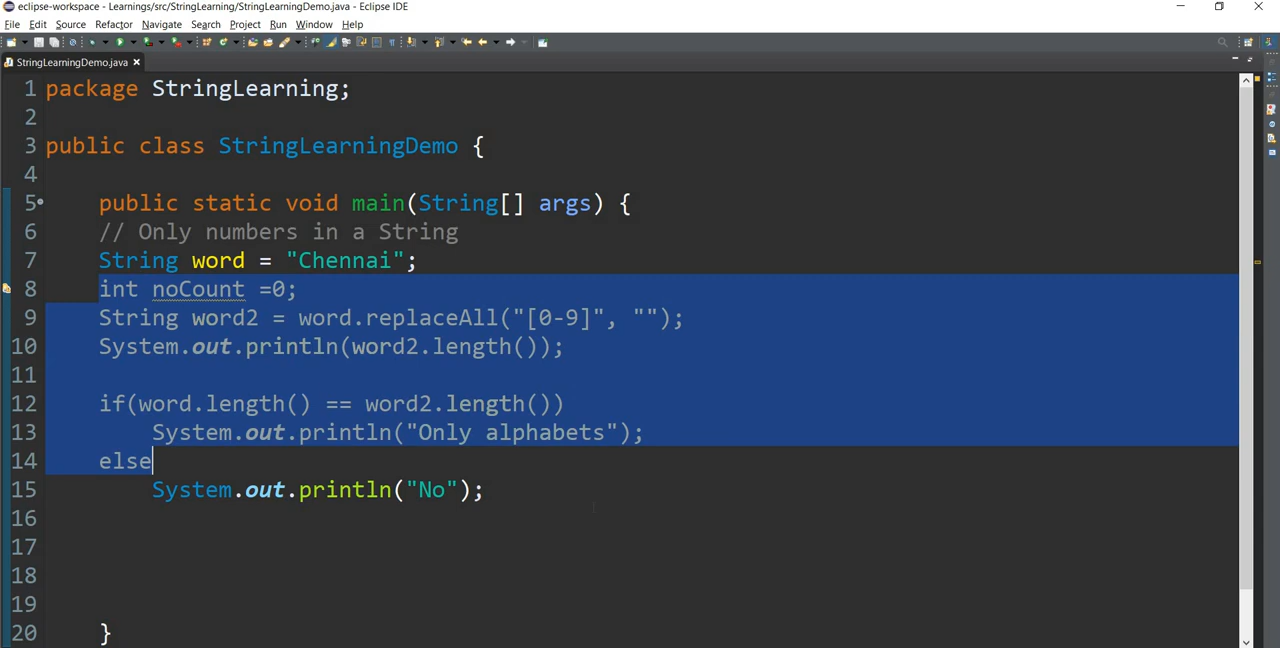 eclipse-workspace - Learnings/src/StringLearning/StringLearningDemo.java - Eclipse IDE
File Edit Source Refactor Navigate Search Project Run Window Help
StringLearningDemo.java
1 package StringLearning;
2
3 public class StringLearningDemo {
4
5 public static void main(String[] args) {
6 // Only numbers in a String
7 String word = "Chennai";
8 int noCount =0;
9 String word2 = word.replaceAll("[0-9]", "");
10 System.out.println(word2.length());
11
12 if(word.length() == word2.length())
13 System.out.println("Only alphabets");
14 else
15 System.out.println("No");
16
17
18
19
20 }